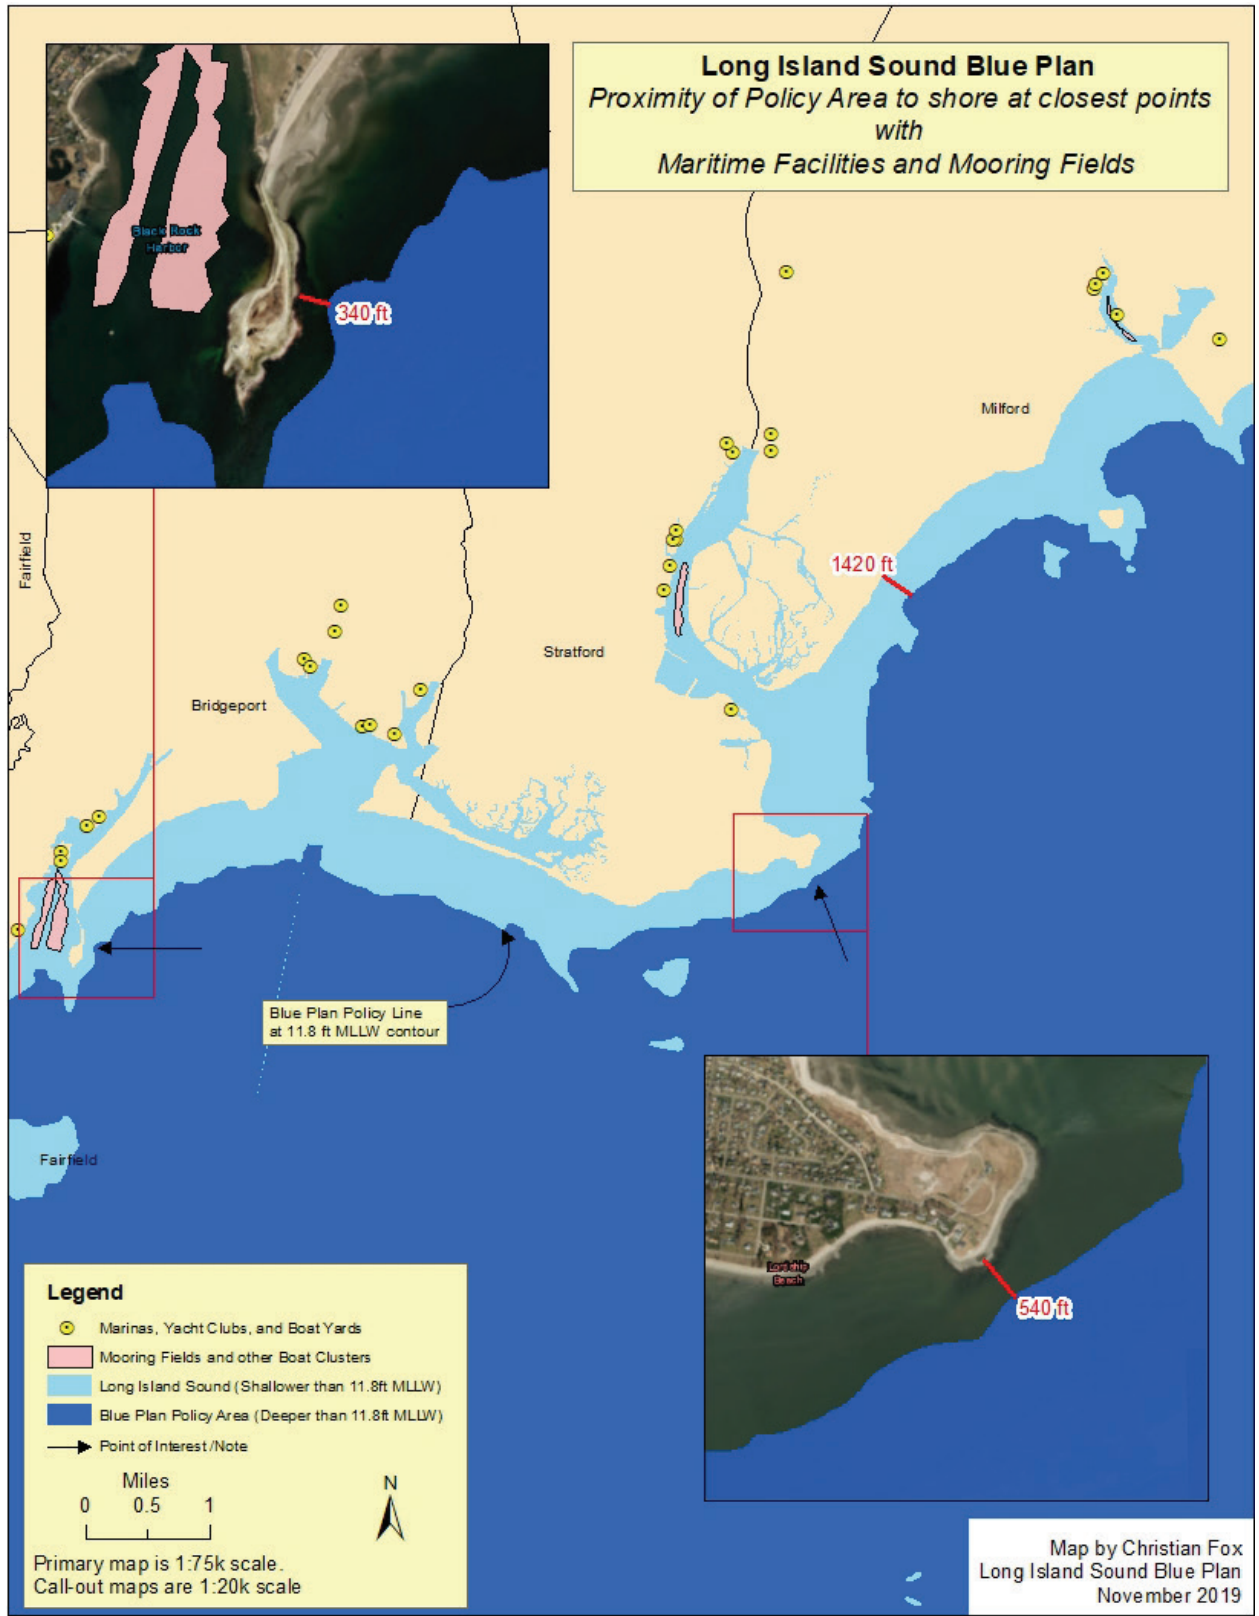 Long Island Sound Blue Plan
Proximity of Policy Area to shore at closest points
with
Maritime Facilities and Mooring Fields
Black Rock
Harbor
340 ft
Milford
Fairfield
1420 ft
Stratford
Bridgeport
Blue Plan Policy Line
at 11.8 ft MLLW contour
Fairfield
Lordship
Beach
540 ft
Legend
Marinas, Yacht Clubs, and Boat Yards
Mooring Fields and other Boat Clusters
Long Island Sound (Shallower than 11.8ft MLLW)
Blue Plan Policy Area (Deeper than 11.8ft MLLW)
Point of Interest /Note
Miles
0 0.5 1
N
Primary map is 1:75k scale.
Call-out maps are 1:20k scale
Map by Christian Fox
Long Island Sound Blue Plan
November 2019